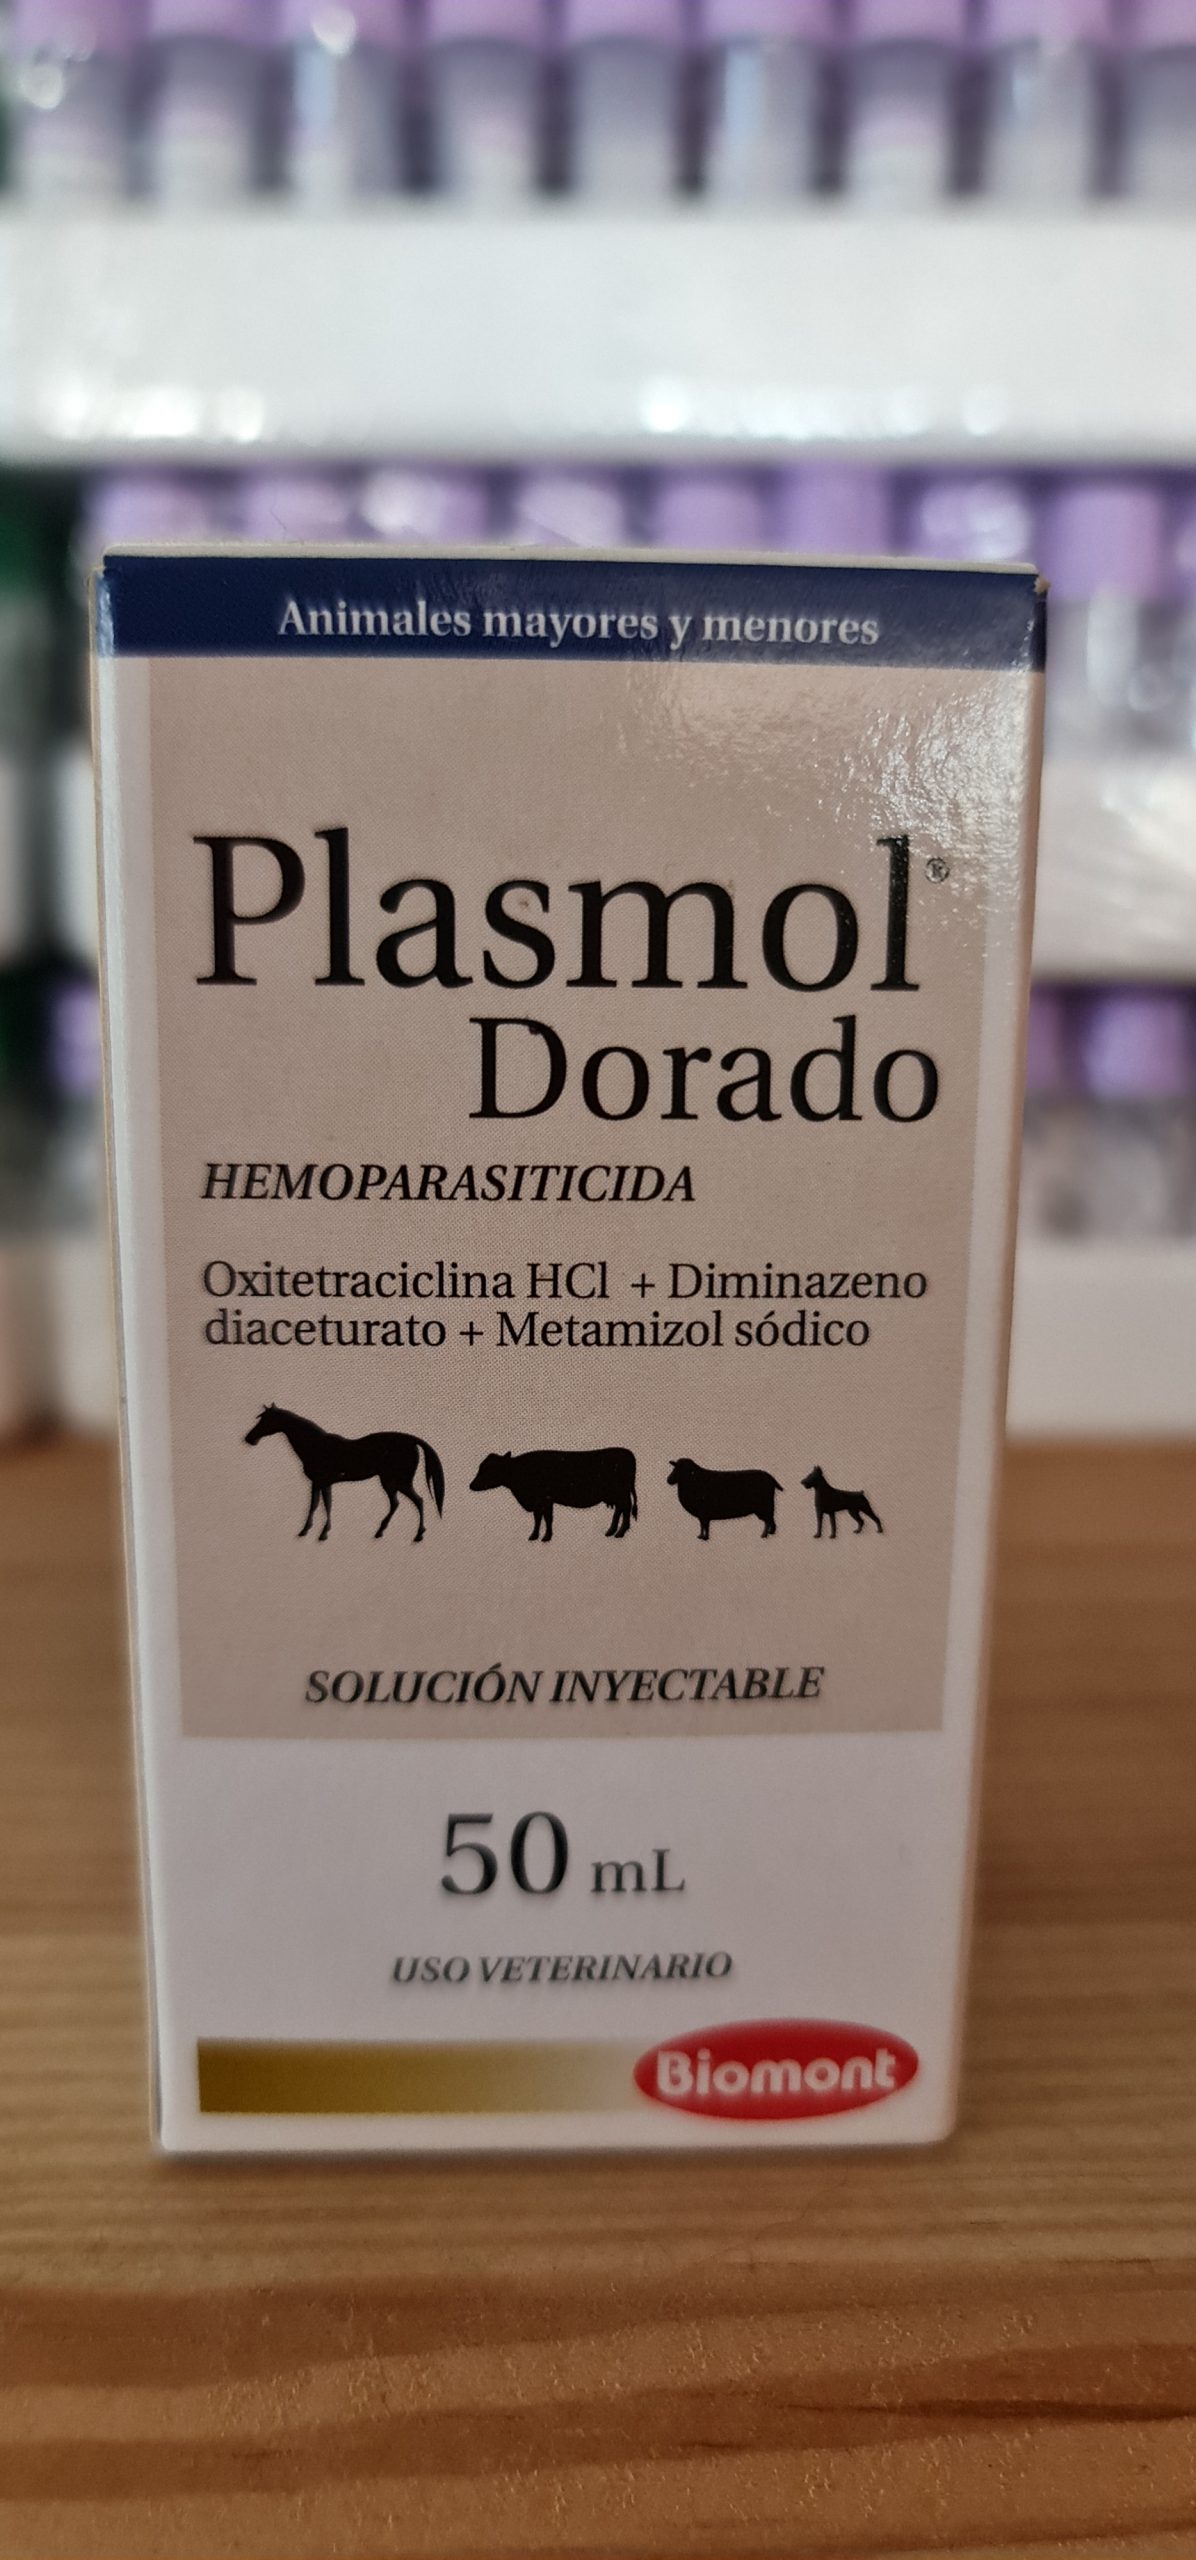 Animales mayores y menores
Plasmol®
Dorado
HEMOPARASITICIDA
Oxitetraciclina HCl + Diminazeno
diaceturato + Metamizol sódico
SOLUCIÓN INYECTABLE
50 mL
USO VETERINARIO
Biomont